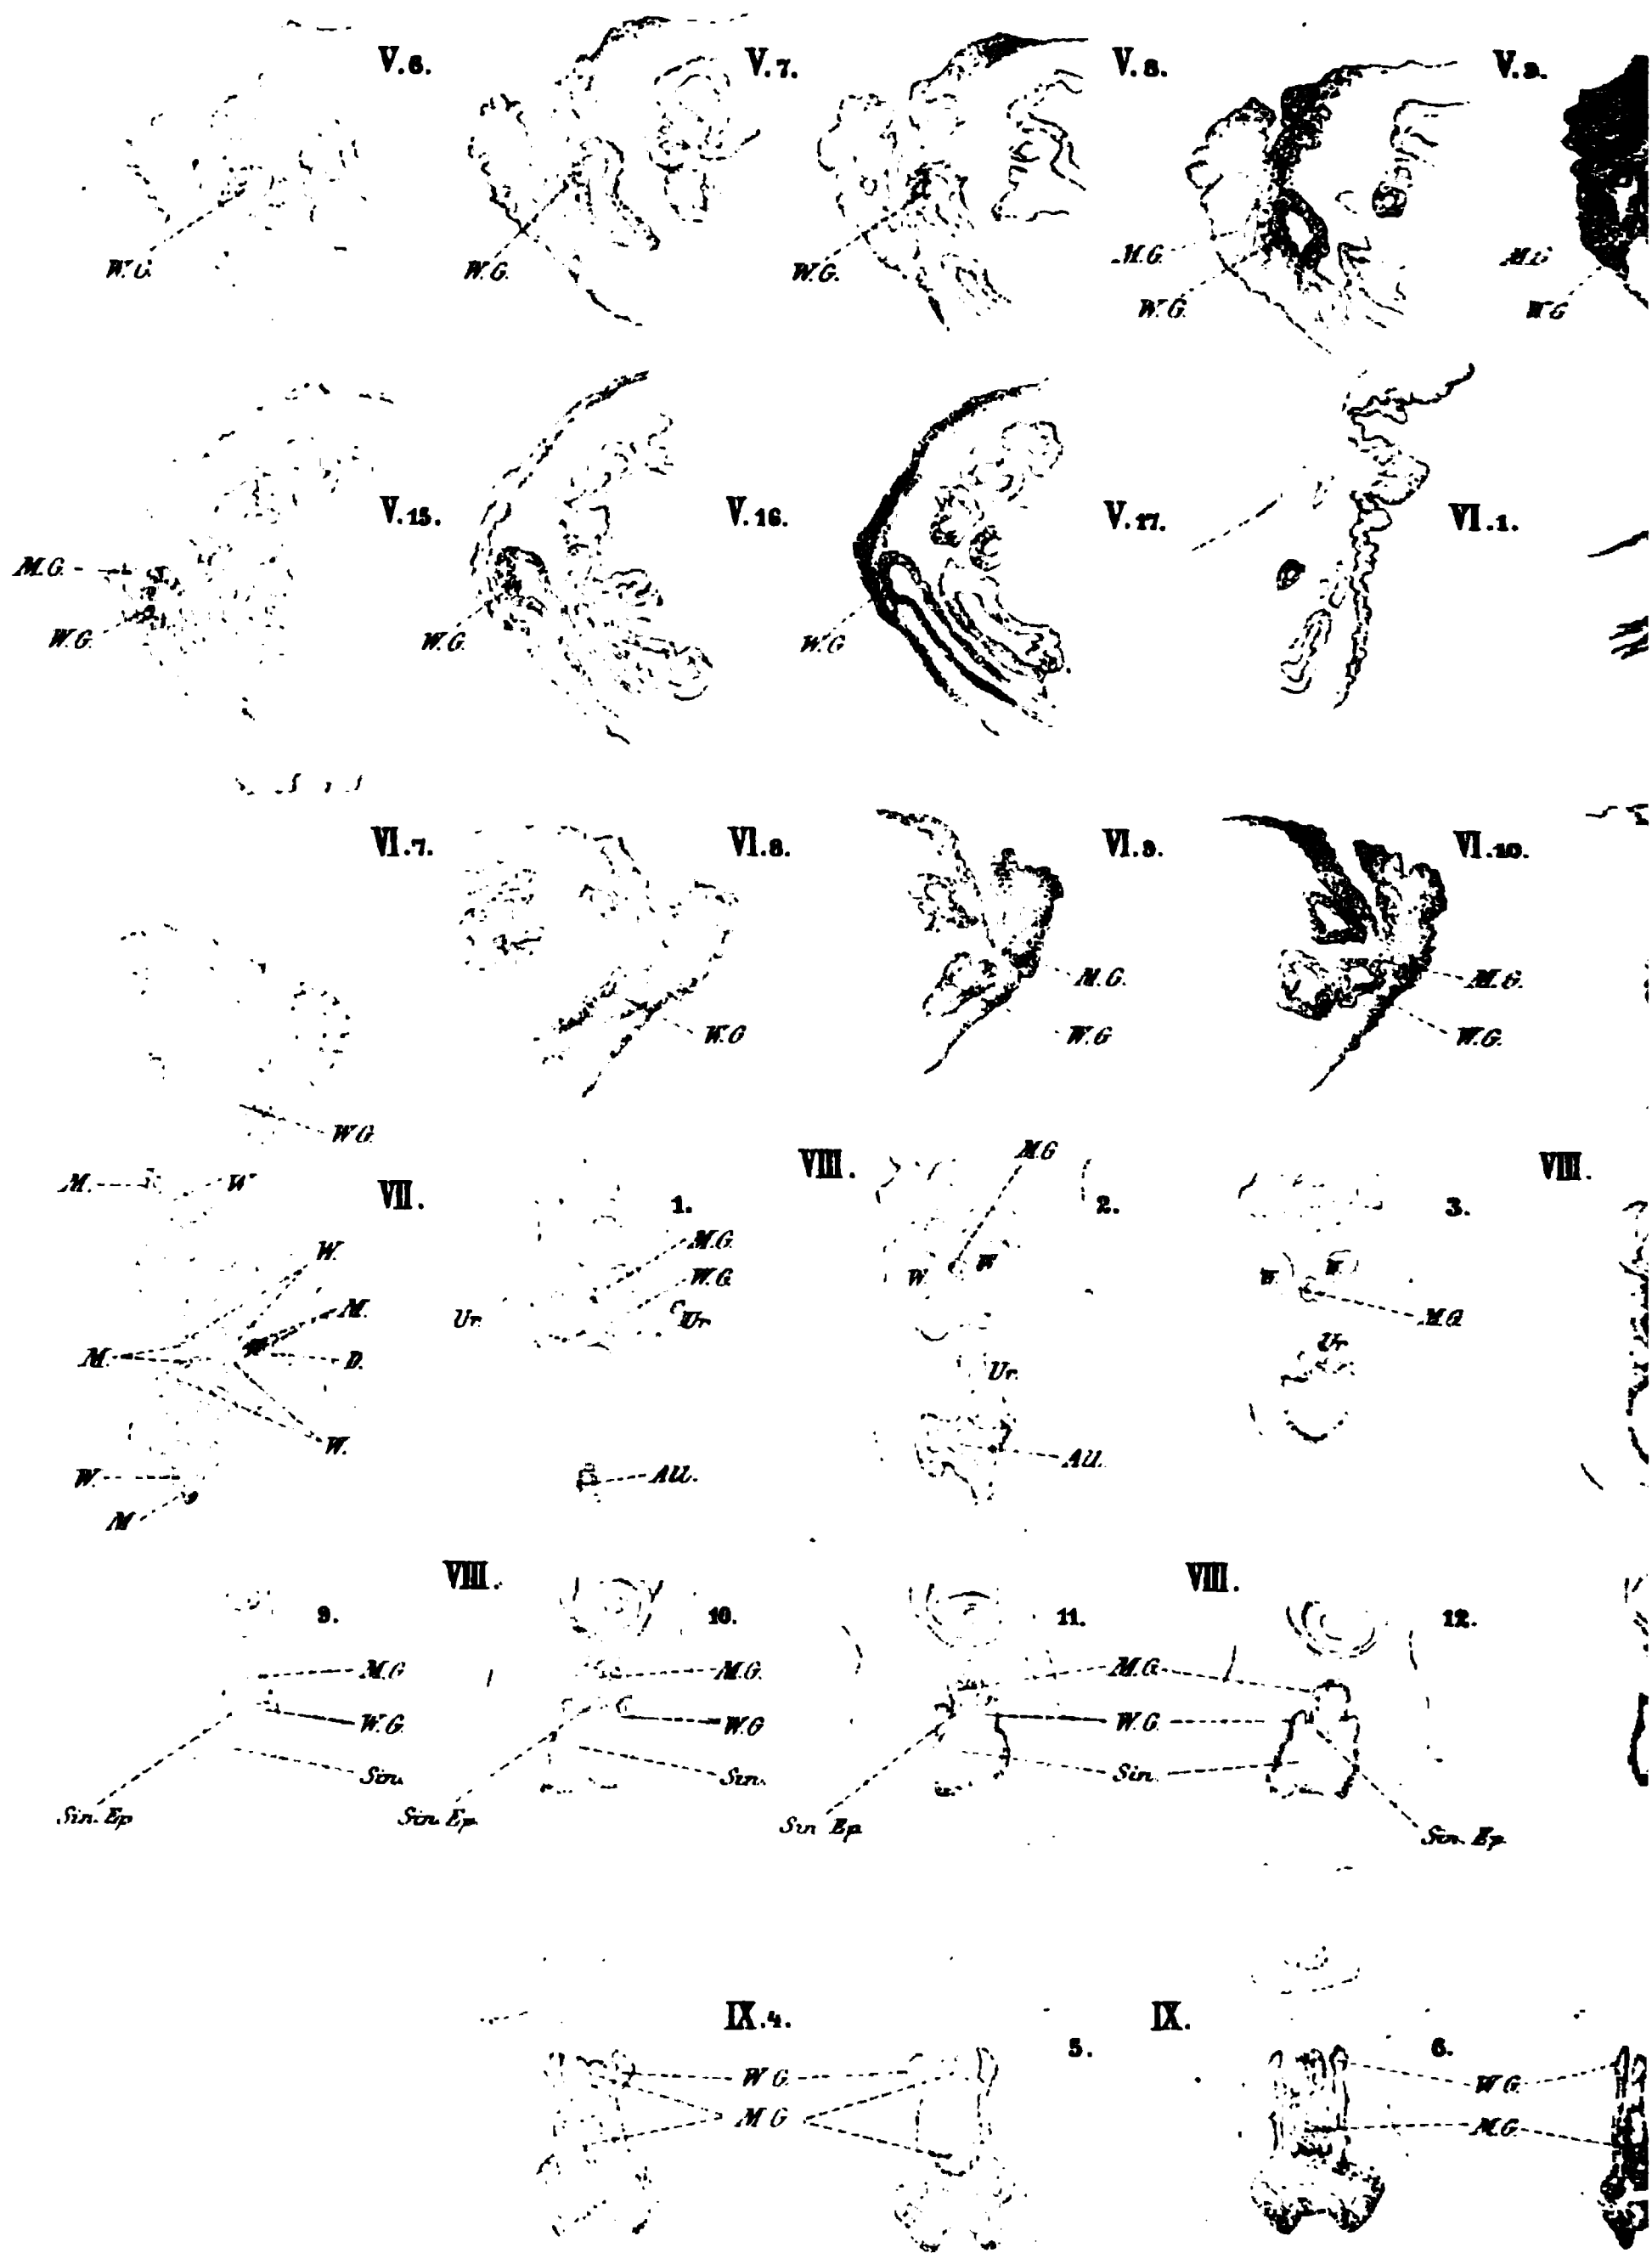 V.6. V.7. V.8. V.9.
W.G. W.G. W.G. M.G. M.G.
W.G. W.G
V.15. V.16. V.17. VI.1.
M.G.
W.G. W.G. W.G
VI.7. VI.8. VI.9. VI.10.
M.G. M.G.
W.G W.G W.G.
W.G.
M. W VII. VIII. M.G VIII.
1. 2. 3.
W. M.G. W. W W. W.
M. W.G. M.G
Ur. Ur Ur
M. D. Ur.
W. All.
W. All.
M
VIII. VIII.
9. 10. 11. 12.
M.G M.G. M.G.
W.G. W.G W.G.
Sin. Sin. Sin.
Sin. Ep Sin. Ep. Sin Ep. Sin. Ep.
IX.4. IX.
5. 6.
W G. W G.
M G M.G.